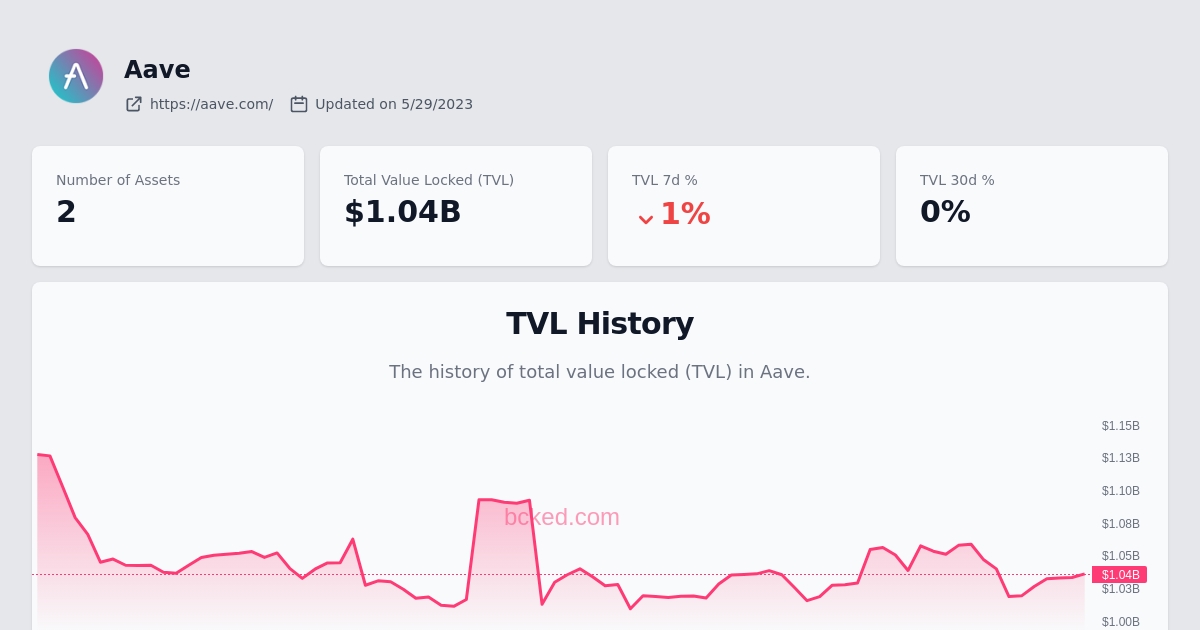 Aave
https://aave.com/ Updated on 5/29/2023
Number of Assets
2
Total Value Locked (TVL)
$1.04B
TVL 7d %
1%
TVL 30d %
0%
TVL History
The history of total value locked (TVL) in Aave.
$1.15B
$1.13B
$1.10B
bcked.com
$1.08B
$1.05B
$1.04B
$1.03B
$1.00B